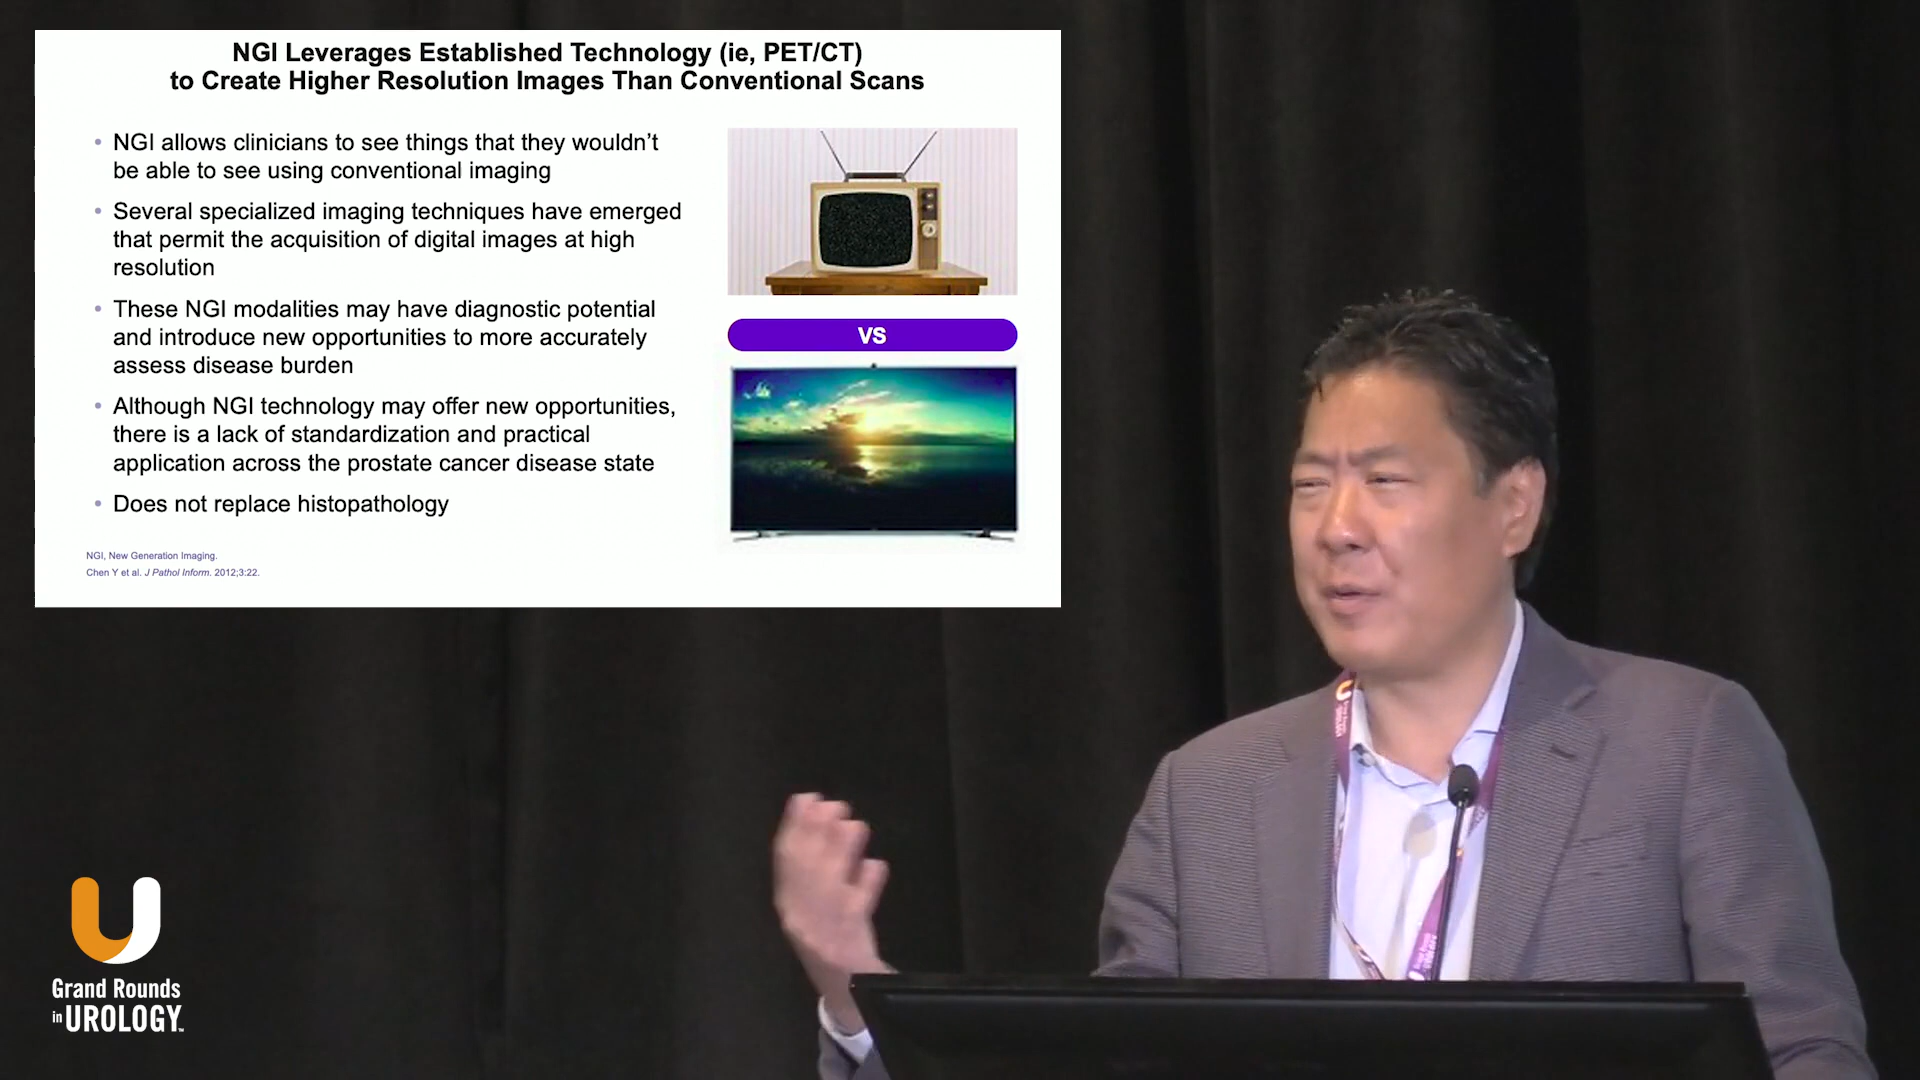 NGI Leverages Established Technology (ie, PET/CT)
to Create Higher Resolution Images Than Conventional Scans
• NGI allows clinicians to see things that they wouldn't
be able to see using conventional imaging
• Several specialized imaging techniques have emerged
that permit the acquisition of digital images at high
resolution
• These NGI modalities may have diagnostic potential
and introduce new opportunities to more accurately
assess disease burden
• Although NGI technology may offer new opportunities,
there is a lack of standardization and practical
application across the prostate cancer disease state
• Does not replace histopathology
VS
NGI, New Generation Imaging.
Chen Y et al. J Pathol Inform. 2012;3:22.
Grand Rounds
in UROLOGY™